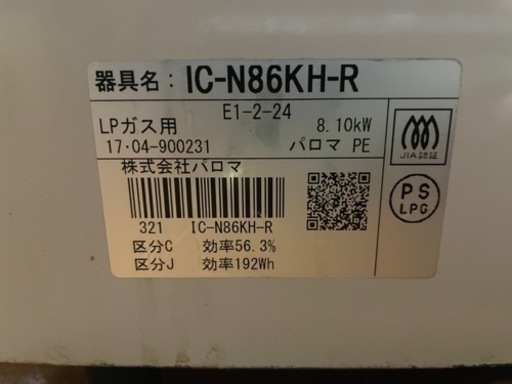 器具名: IC-N86KH-R
E1-2-24
LPガス用 8.10kW
17・04-900231 パロマ PE
株式会社パロマ
321 IC-N86KH-R
区分C 効率56.3%
区分J 効率192Wh
JIA認証
PS
LPG